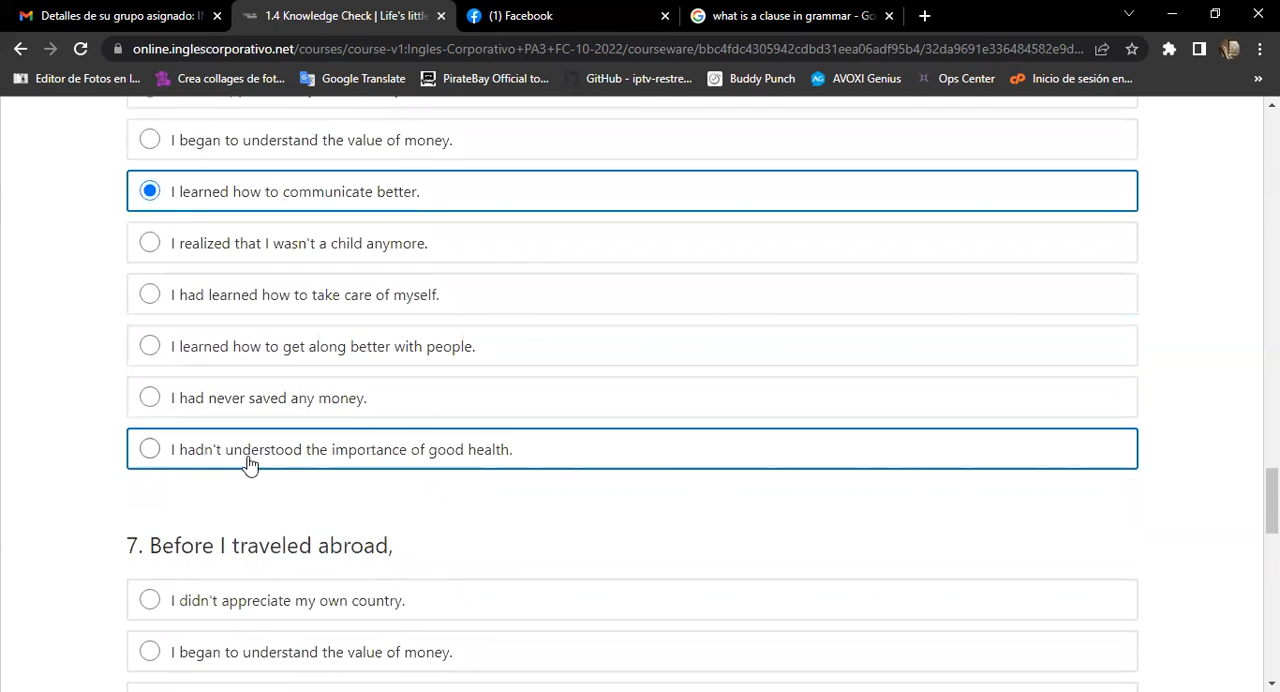 Detalles de su grupo asignado: I
1.4 Knowledge Check | Life's littl
(1) Facebook
what is a clause in grammar - Go
online.inglescorporativo.net/courses/course-v1:Ingles-Corporativo+PA3+FC-10-2022/courseware/bbc4fdc4305942cdbd31eea06adf95b4/32da9691e336484582e9d...
Editor de Fotos en l...
Crea collages de fot...
Google Translate
PirateBay Official to...
GitHub - iptv-restre...
Buddy Punch
AVOXI Genius
Ops Center
Inicio de sesión en...
»
I began to understand the value of money.
I learned how to communicate better.
I realized that I wasn't a child anymore.
I had learned how to take care of myself.
I learned how to get along better with people.
I had never saved any money.
I hadn't understood the importance of good health.
7. Before I traveled abroad,
I didn't appreciate my own country.
I began to understand the value of money.